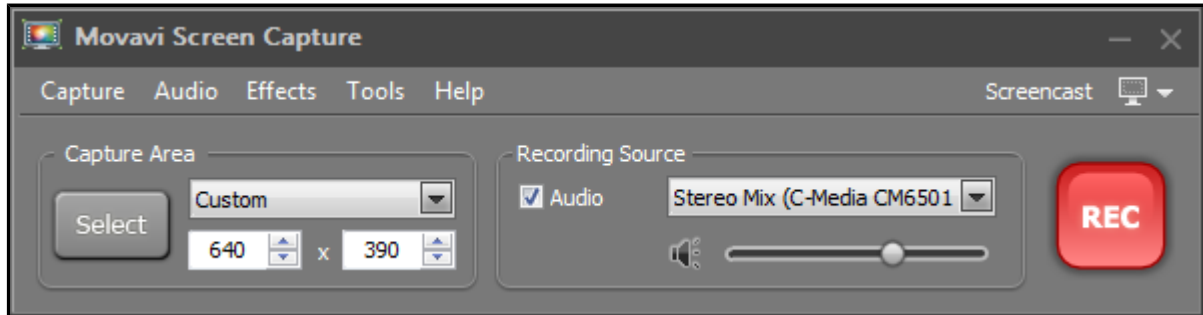 Movavi Screen Capture
Capture Audio Effects Tools Help Screencast
Capture Area
Select
Custom
640 x 390
Recording Source
Audio
Stereo Mix (C-Media CM6501
REC